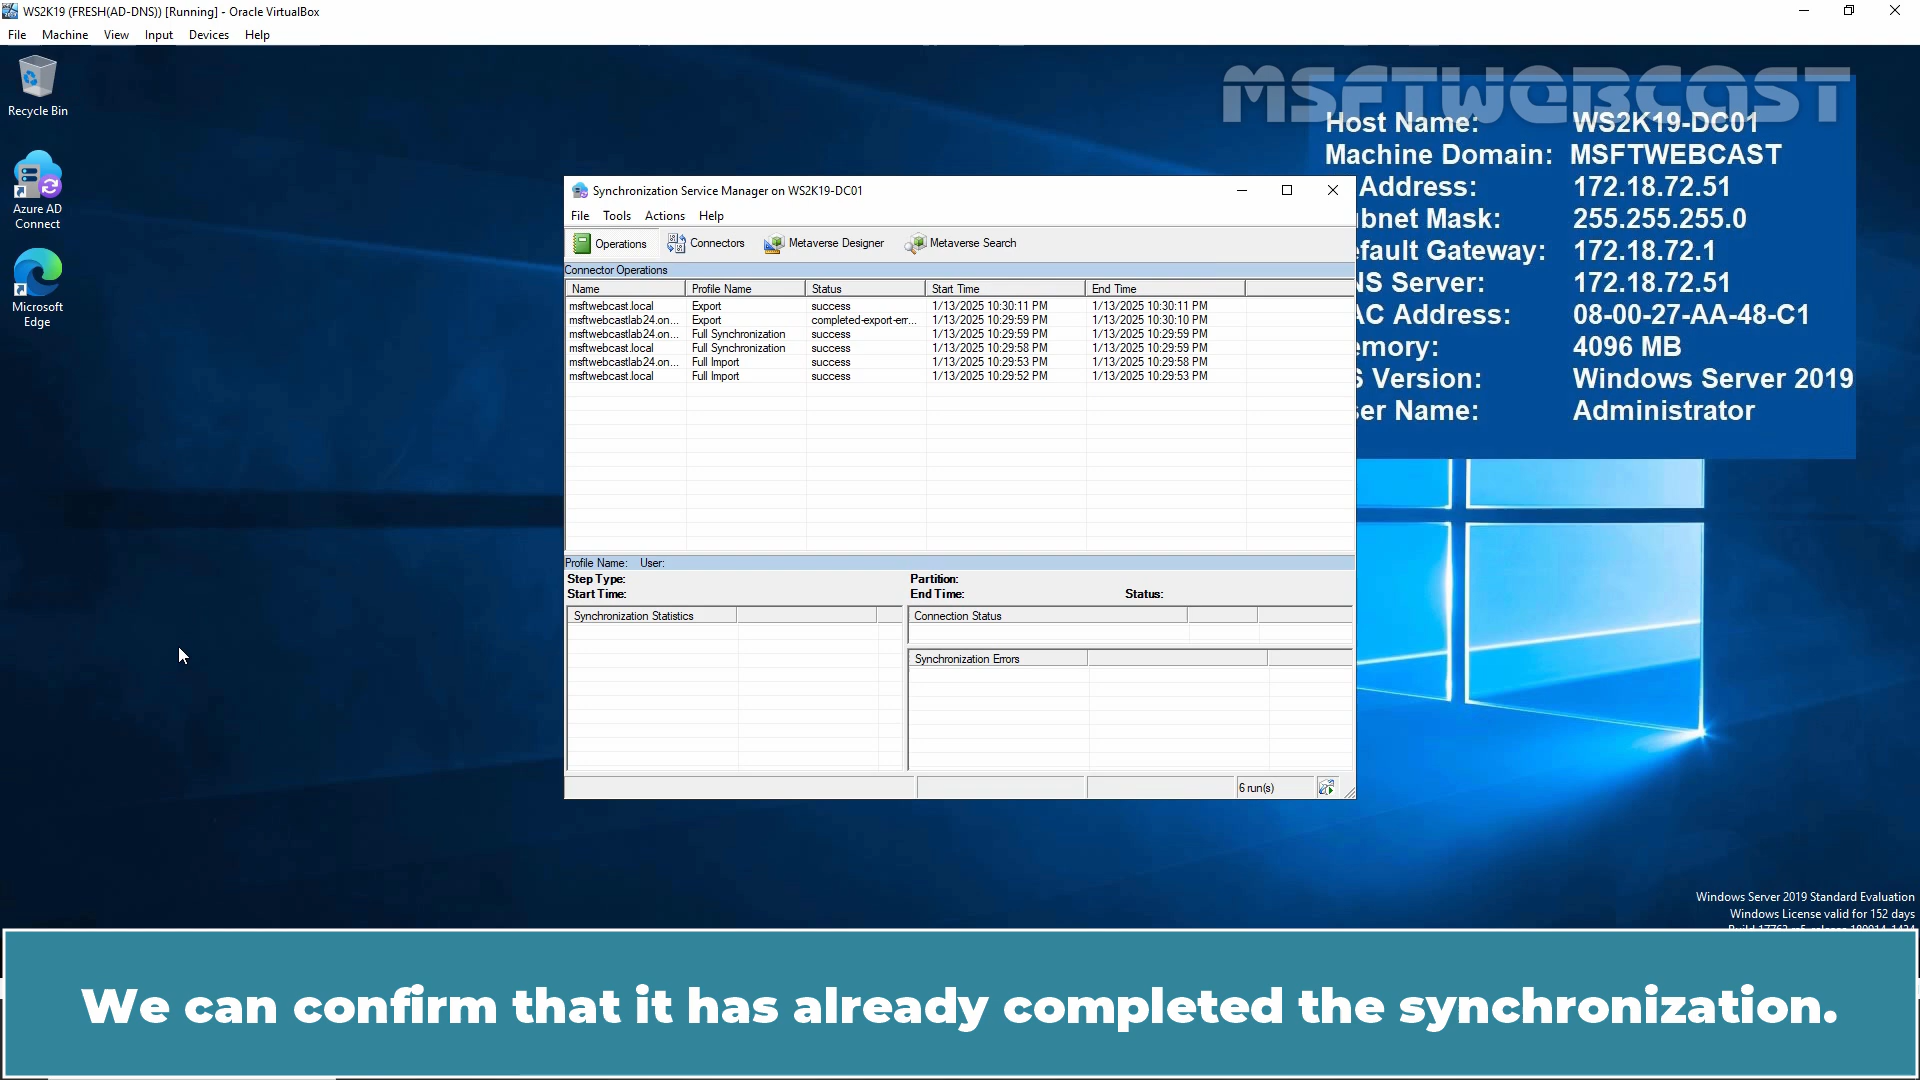 WS2K19 (FRESH(AD-DNS)) [Running] - Oracle VirtualBox
File Machine View Input Devices Help
Recycle Bin
Azure AD
Connect
Microsoft
Edge
MSFTWEBCAST
Host Name: WS2K19-DC01
Machine Domain: MSFTWEBCAST
Address: 172.18.72.51
Mask: 255.255.255.0
Gateway: 172.18.72.1
Server: 172.18.72.51
Address: 08-00-27-AA-48-C1
4096 MB
Version: Windows Server 2019
Name: Administrator
Synchronization Service Manager on WS2K19-DC01
File Tools Actions Help
Operations Connectors Metaverse Designer Metaverse Search
Connector Operations
Name Profile Name Status Start Time End Time
msftwebcast.local Export success 1/13/2025 10:30:11 PM 1/13/2025 10:30:11 PM
msftwebcastlab24.on... Export completed-export-err... 1/13/2025 10:29:59 PM 1/13/2025 10:30:10 PM
msftwebcastlab24.on... Full Synchronization success 1/13/2025 10:29:59 PM 1/13/2025 10:29:59 PM
msftwebcast.local Full Synchronization success 1/13/2025 10:29:58 PM 1/13/2025 10:29:59 PM
msftwebcastlab24.on... Full Import success 1/13/2025 10:29:53 PM 1/13/2025 10:29:58 PM
msftwebcast.local Full Import success 1/13/2025 10:29:52 PM 1/13/2025 10:29:53 PM
Profile Name: User:
Step Type: Partition:
Start Time: End Time: Status:
Synchronization Statistics
Connection Status
Synchronization Errors
6 run(s)
Windows Server 2019 Standard Evaluation
Windows License valid for 152 days
We can confirm that it has already completed the synchronization.